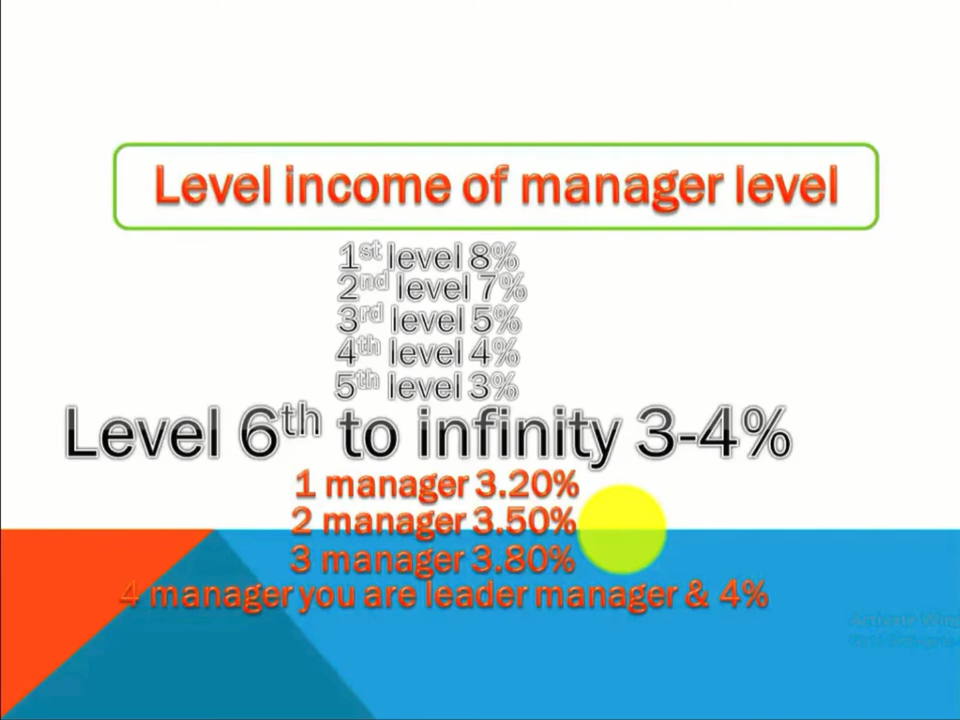 Level income of manager level
1st level 8%
2nd level 7%
3rd level 5%
4th level 4%
5th level 3%
Level 6th to infinity 3-4%
1 manager 3.20%
2 manager 3.50%
3 manager 3.80%
4 manager you are leader manager & 4%
Activate